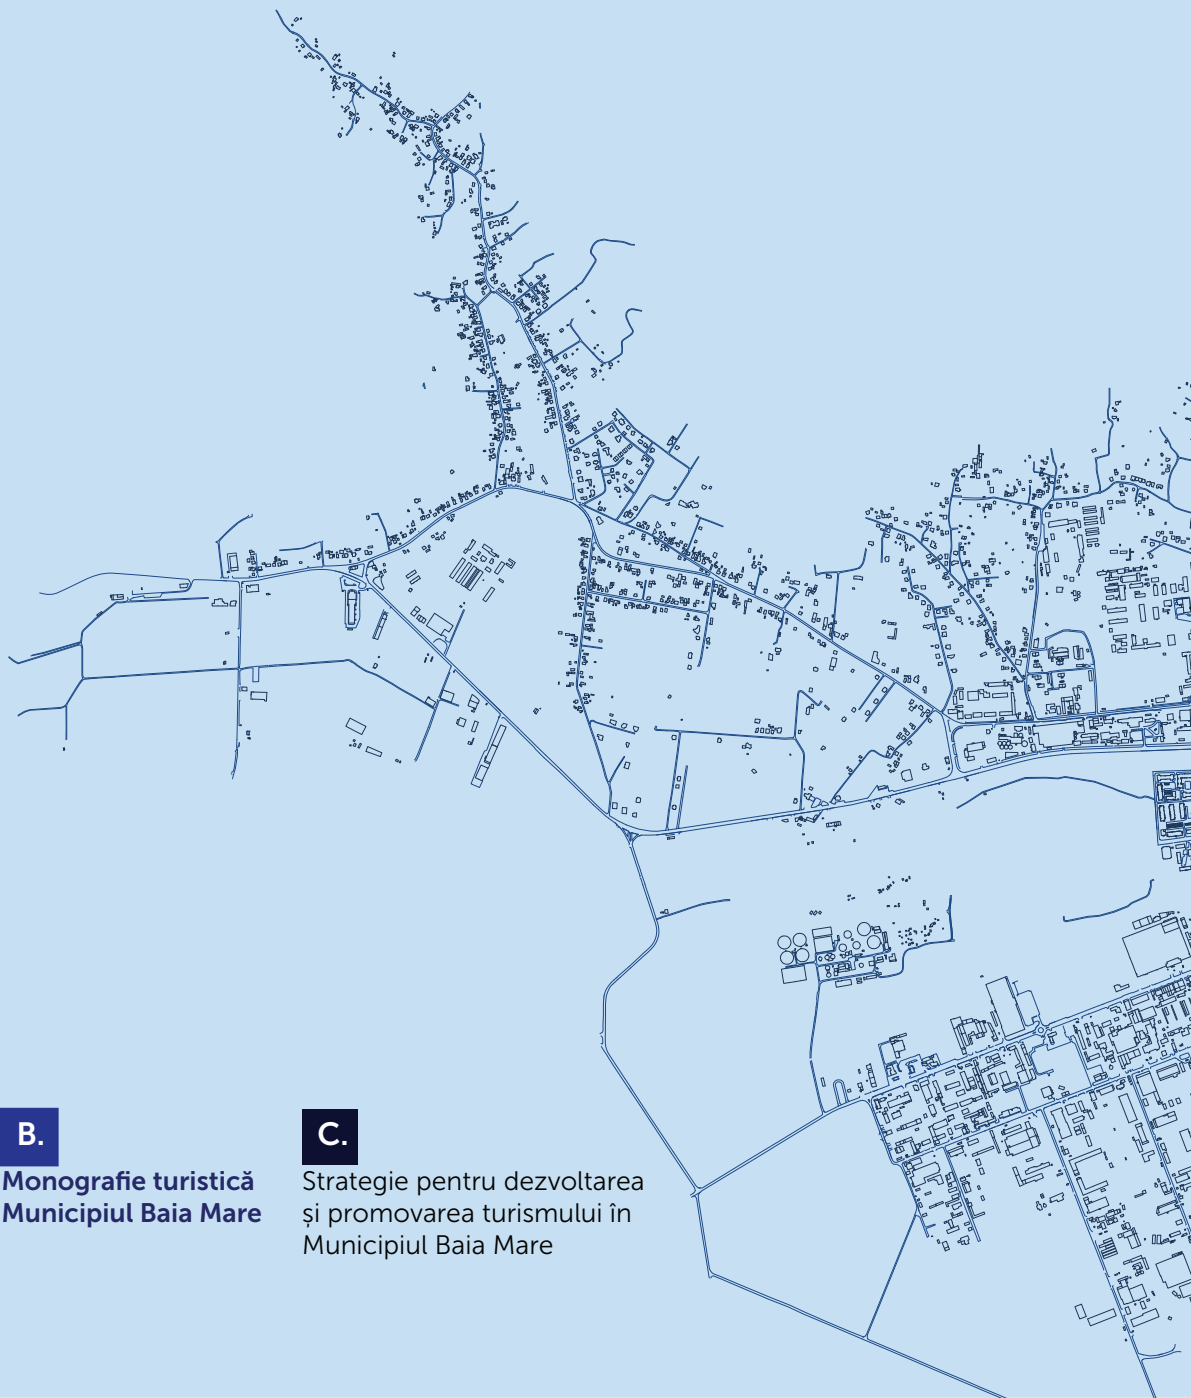 B.
Monografie turistică
Municipiul Baia Mare
C.
Strategie pentru dezvoltarea
și promovarea turismului în
Municipiul Baia Mare